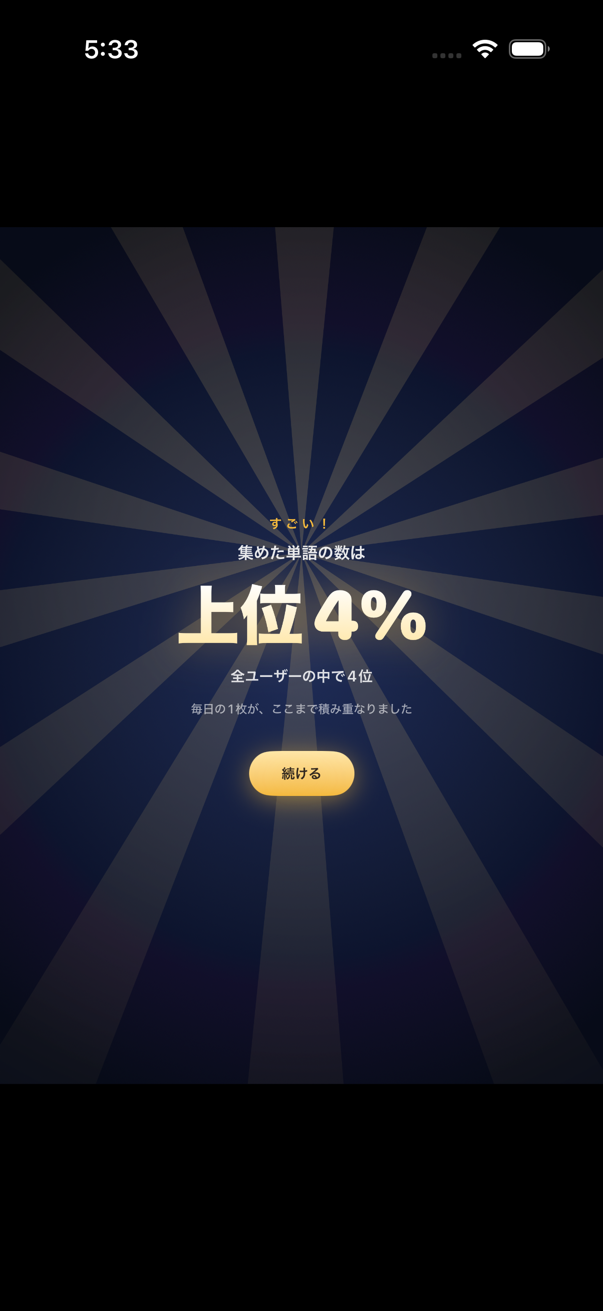 5:33
すごい！
集めた単語の数は
上位4%
全ユーザーの中で4位
毎日の1枚が、ここまで積み重なりました
続ける